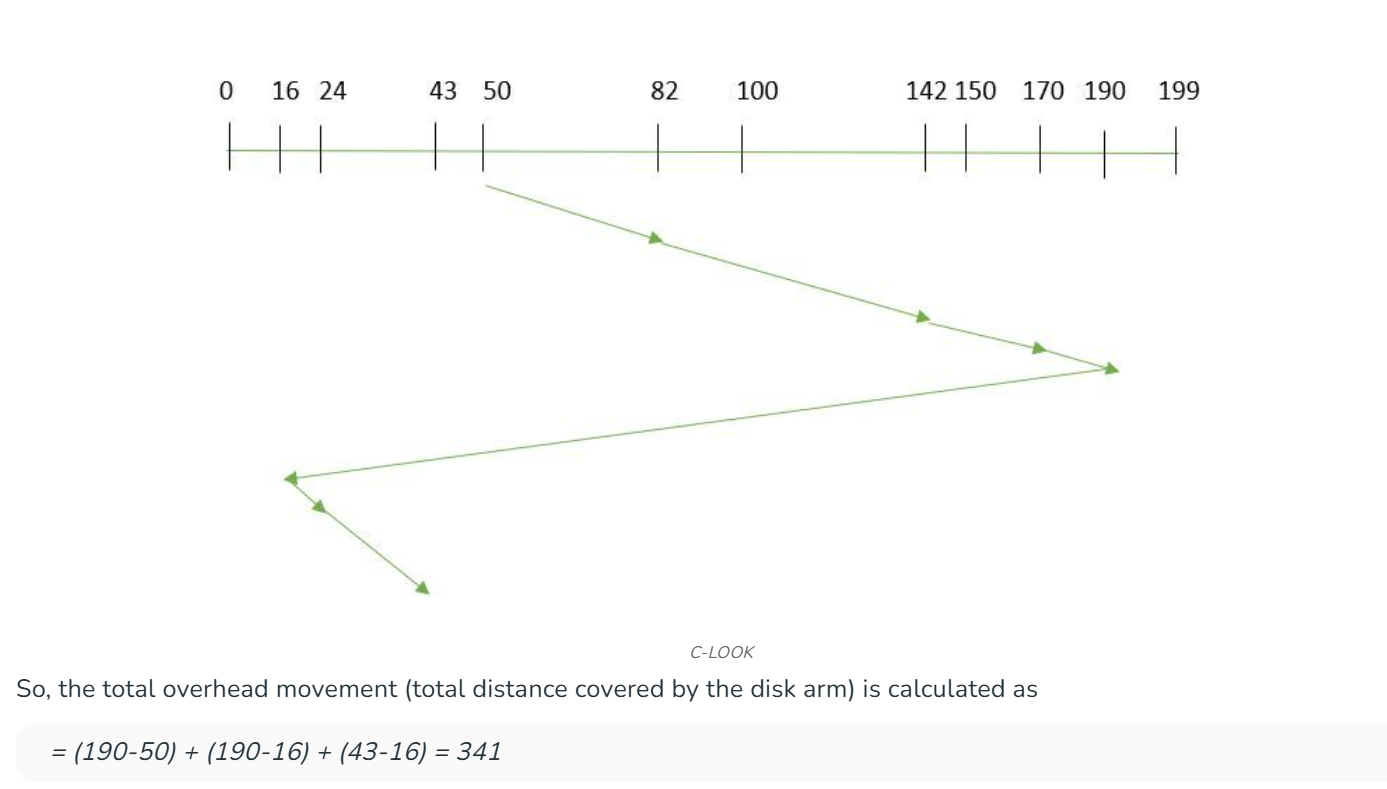 0 16 24 43 50 82 100 142 150 170 190 199
C-LOOK
So, the total overhead movement (total distance covered by the disk arm) is calculated as
= (190-50) + (190-16) + (43-16) = 341